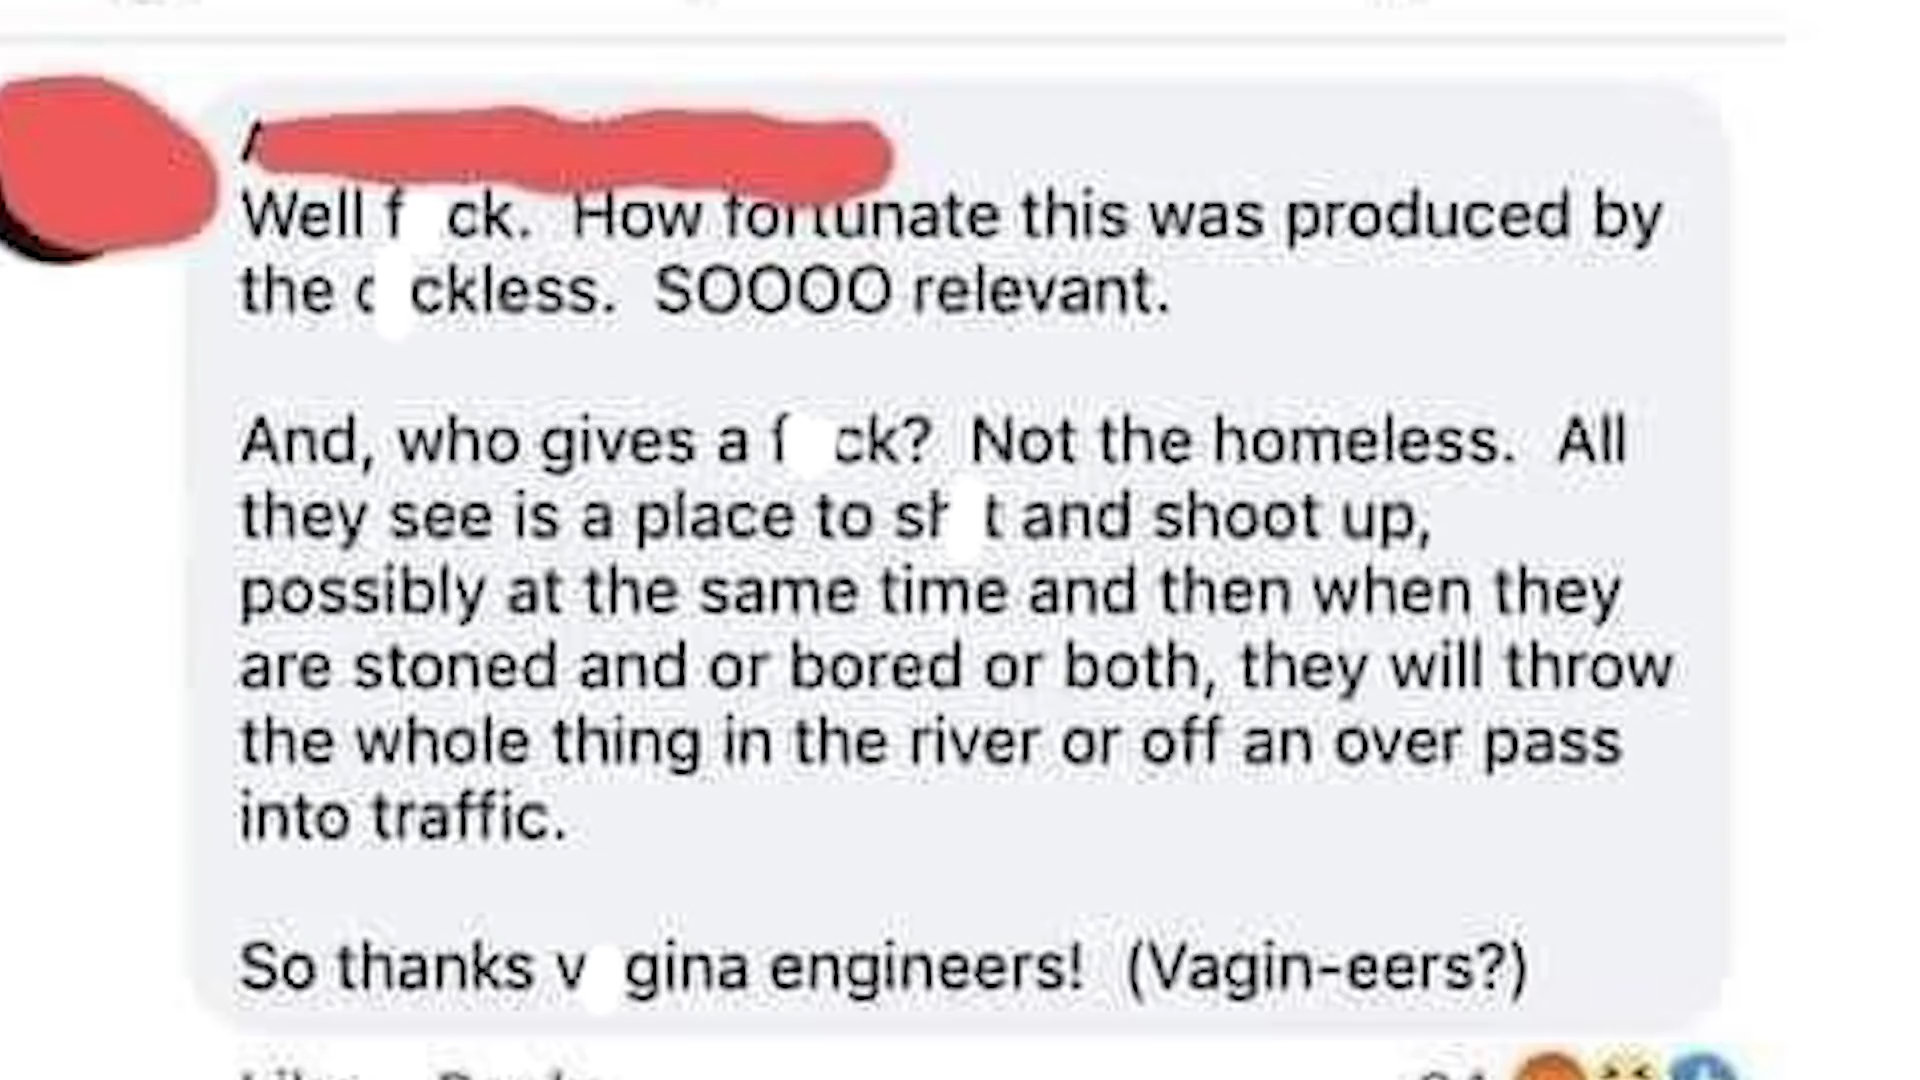 Well f ck. How fortunate this was produced by
the d ckless. SOOOO relevant.
And, who gives a f ck? Not the homeless. All
they see is a place to sh t and shoot up,
possibly at the same time and then when they
are stoned and or bored or both, they will throw
the whole thing in the river or off an over pass
into traffic.
So thanks v gina engineers! (Vagin-eers?)